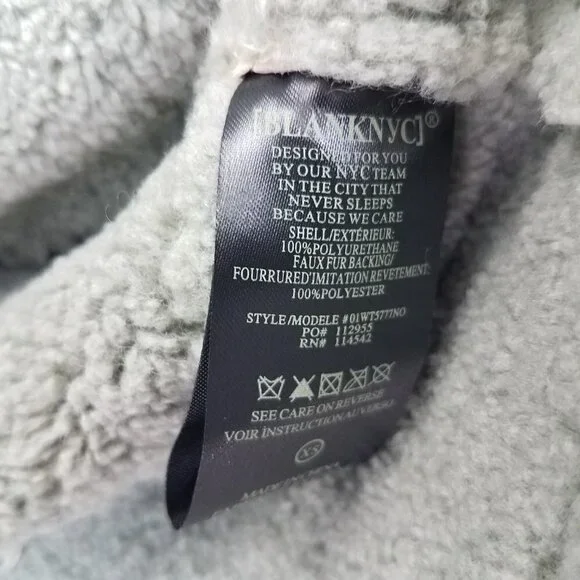 [BLANKNYC]®
DESIGNED FOR YOU
BY OUR NYC TEAM
IN THE CITY THAT
NEVER SLEEPS
BECAUSE WE CARE
SHELL/EXTÉRIEUR:
100%POLYURETHANE
FAUX FUR BACKING/
FOURRURED'IMITATION REVETEMENT:
100%POLYESTER
STYLE/MODELE #01WT5777NO
PO# 112955
RN# 114542
SEE CARE ON REVERSE
VOIR INSTRUCTION AU VERSO
XS
MADE IN